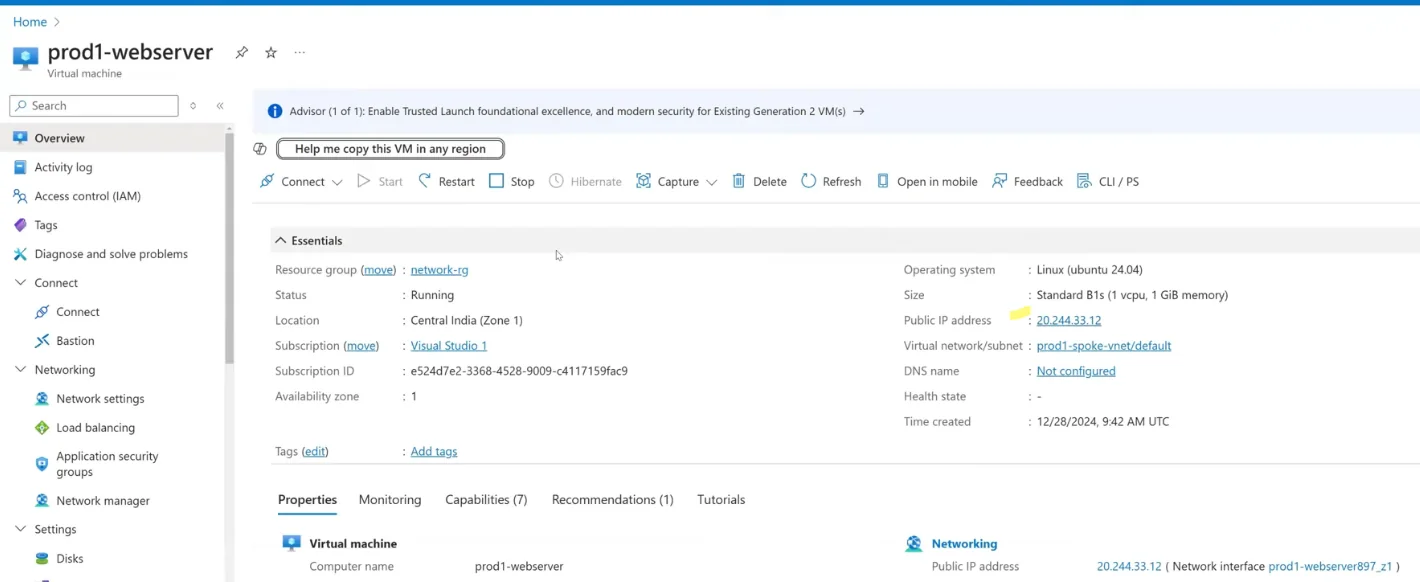 Home >
prod1-webserver ...
Virtual machine
Search
Overview
Activity log
Access control (IAM)
Tags
Diagnose and solve problems
Connect
Connect
Bastion
Networking
Network settings
Load balancing
Application security
groups
Network manager
Settings
Disks
Advisor (1 of 1): Enable Trusted Launch foundational excellence, and modern security for Existing Generation 2 VM(s) →
Help me copy this VM in any region
Connect Start Restart Stop Hibernate Capture Delete Refresh Open in mobile Feedback CLI / PS
Essentials
Resource group (move) : network-rg
Status : Running
Location : Central India (Zone 1)
Subscription (move) : Visual Studio 1
Subscription ID : e524d7e2-3368-4528-9009-c4117159fac9
Availability zone : 1
Operating system : Linux (ubuntu 24.04)
Size : Standard B1s (1 vcpu, 1 GiB memory)
Public IP address : 20.244.33.12
Virtual network/subnet : prod1-spoke-vnet/default
DNS name : Not configured
Health state : -
Time created : 12/28/2024, 9:42 AM UTC
Tags (edit) : Add tags
Properties Monitoring Capabilities (7) Recommendations (1) Tutorials
Virtual machine
Computer name prod1-webserver
Networking
Public IP address 20.244.33.12 ( Network interface prod1-webserver897_z1 )